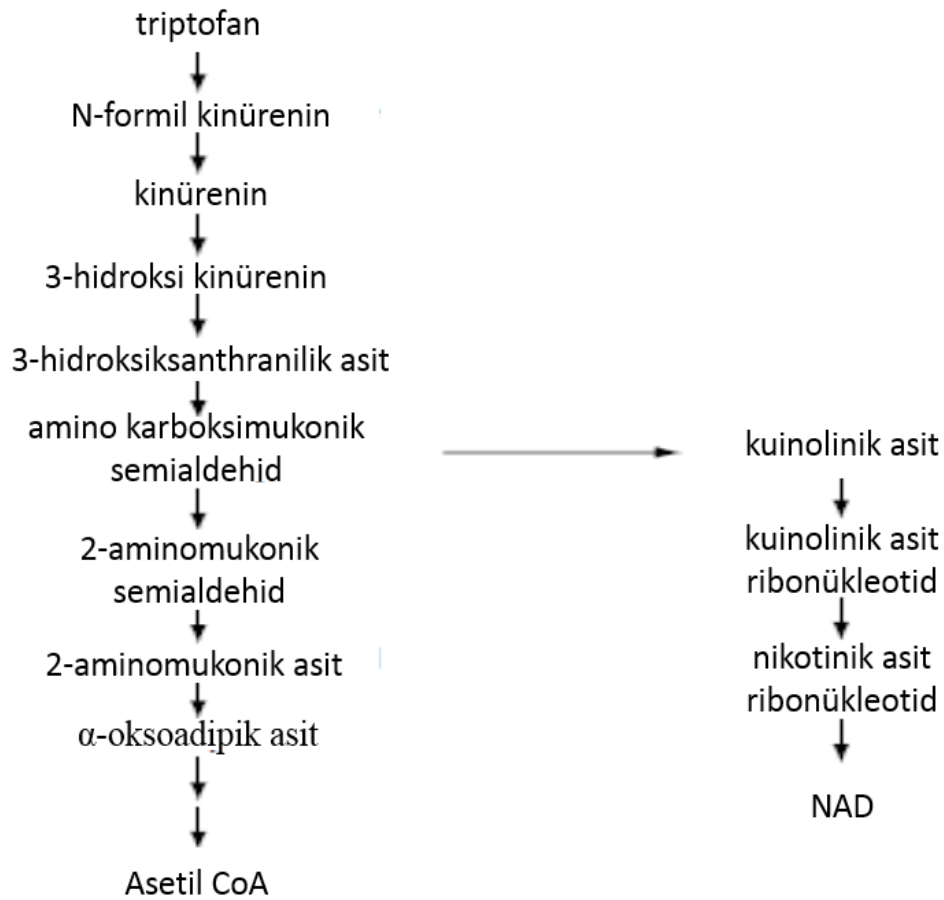 triptofan
N-formil kinürenin
kinürenin
3-hidroksi kinürenin
3-hidroksiksanthranilik asit
amino karboksimukonik
semialdehid
2-aminomukonik
semialdehid
2-aminomukonik asit
α-oksoadipik asit
Asetil CoA
kuinolinik asit
kuinolinik asit
ribonükleotid
nikotinik asit
ribonükleotid
NAD